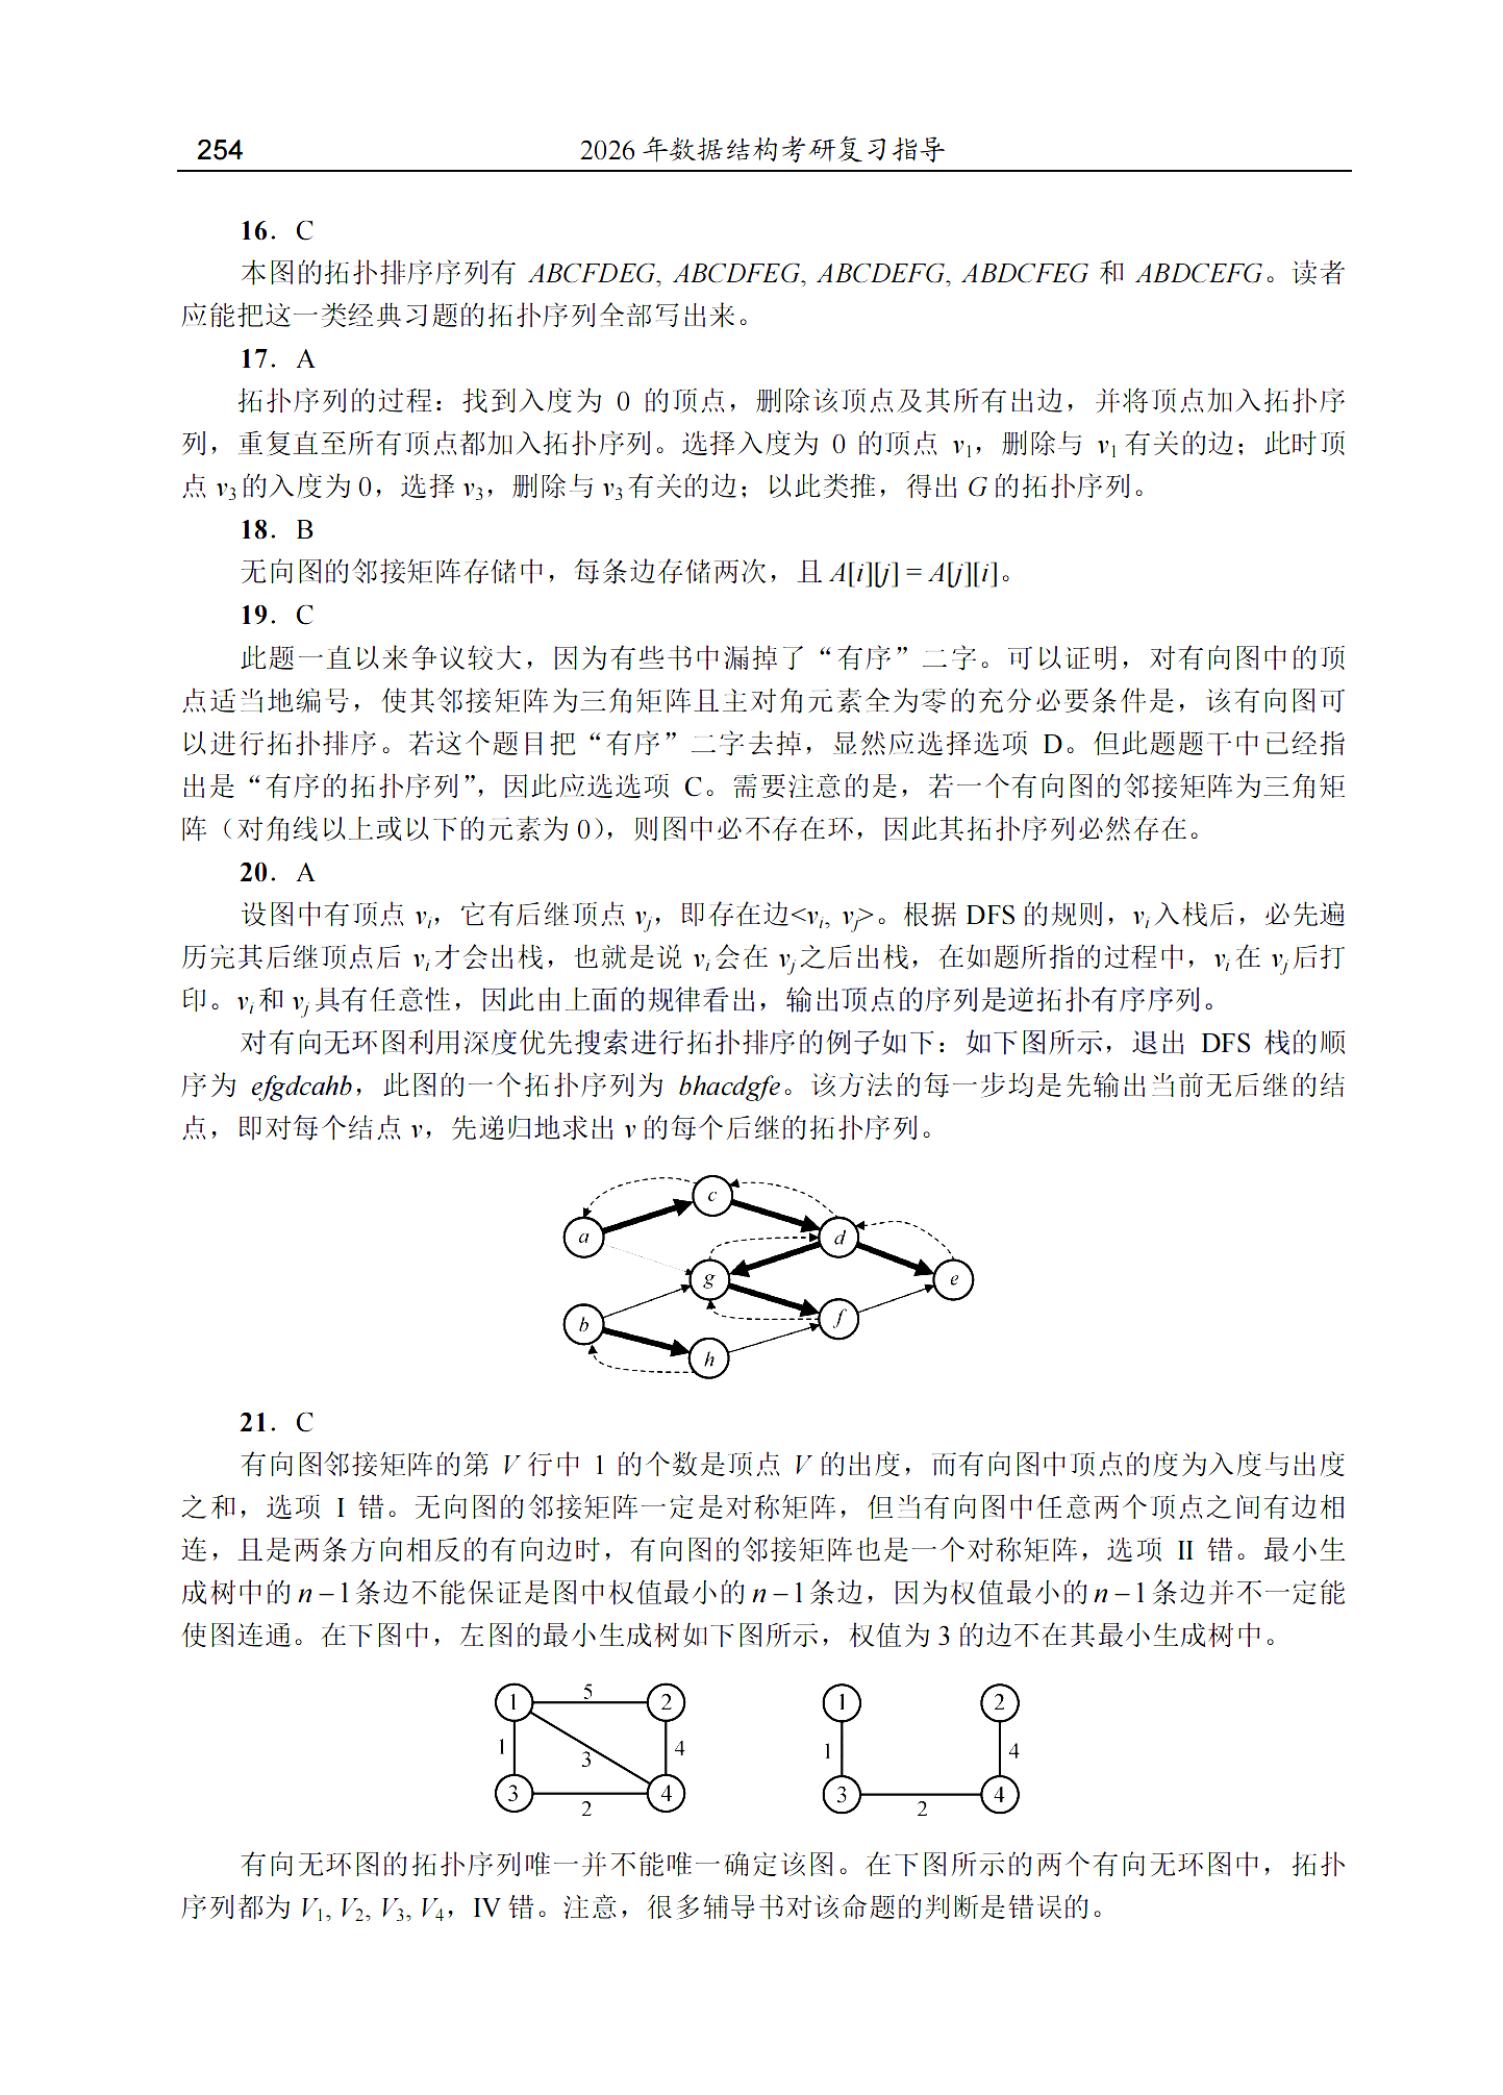 254 2026年数据结构考研复习指导
16．C
本图的拓扑排序序列有 ABCFDEG, ABCDFEG, ABCDEFG, ABDCFEG 和 ABDCEFG。读者
应能把这一类经典习题的拓扑序列全部写出来。
17．A
拓扑序列的过程：找到入度为 0 的顶点，删除该顶点及其所有出边，并将顶点加入拓扑序
列，重复直至所有顶点都加入拓扑序列。选择入度为 0 的顶点 v₁，删除与 v₁有关的边；此时顶
点 v₃的入度为0，选择 v₃，删除与 v₃有关的边；以此类推，得出 G 的拓扑序列。
18．B
无向图的邻接矩阵存储中，每条边存储两次，且 A[i][j] = A[j][i]。
19．C
此题一直以来争议较大，因为有些书中漏掉了“有序”二字。可以证明，对有向图中的顶
点适当地编号，使其邻接矩阵为三角矩阵且主对角元素全为零的充分必要条件是，该有向图可
以进行拓扑排序。若这个题目把“有序”二字去掉，显然应选择选项 D。但此题题干中已经指
出是“有序的拓扑序列”，因此应选选项 C。需要注意的是，若一个有向图的邻接矩阵为三角矩
阵（对角线以上或以下的元素为0），则图中必不存在环，因此其拓扑序列必然存在。
20．A
设图中有顶点 vᵢ，它有后继顶点 vⱼ，即存在边<vᵢ, vⱼ>。根据 DFS 的规则，vᵢ入栈后，必先遍
历完其后继顶点后 vᵢ才会出栈，也就是说 vᵢ会在 vⱼ之后出栈，在如题所指的过程中，vᵢ在 vⱼ后打
印。vᵢ和 vⱼ具有任意性，因此由上面的规律看出，输出顶点的序列是逆拓扑有序序列。
对有向无环图利用深度优先搜索进行拓扑排序的例子如下：如下图所示，退出 DFS 栈的顺
序为 efgdcahb，此图的一个拓扑序列为 bhacdgfe。该方法的每一步均是先输出当前无后继的结
点，即对每个结点 v，先递归地求出 v 的每个后继的拓扑序列。
c
a
d
g
e
b
f
h
21．C
有向图邻接矩阵的第 V 行中 1 的个数是顶点 V 的出度，而有向图中顶点的度为入度与出度
之和，选项 I 错。无向图的邻接矩阵一定是对称矩阵，但当有向图中任意两个顶点之间有边相
连，且是两条方向相反的有向边时，有向图的邻接矩阵也是一个对称矩阵，选项 II 错。最小生
成树中的 n－1条边不能保证是图中权值最小的 n－1条边，因为权值最小的 n－1条边并不一定能
使图连通。在下图中，左图的最小生成树如下图所示，权值为 3 的边不在其最小生成树中。
1 5 2 1 2
1 3 4 1 4
3 2 4 3 2 4
有向无环图的拓扑序列唯一并不能唯一确定该图。在下图所示的两个有向无环图中，拓扑
序列都为 V₁, V₂, V₃, V₄，IV 错。注意，很多辅导书对该命题的判断是错误的。